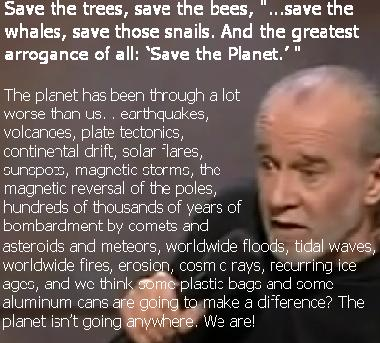 Save the trees, save the bees, "...save the
whales, save those snails. And the greatest
arrogance of all: ‘Save the Planet.’ "
The planet has been through a lot
worse than us. . earthquakes,
volcanoes, plate tectonics,
continental drift, solar flares,
sunspots, magnetic storms, the
magnetic reversal of the poles,
hundreds of thousands of years of
bombardment by comets and
asteroids and meteors, worldwide floods, tidal waves,
worldwide fires, erosion, cosmic rays, recurring ice
ages, and we think some plastic bags and some
aluminum cans are going to make a difference? The
planet isn’t going anywhere. We are!